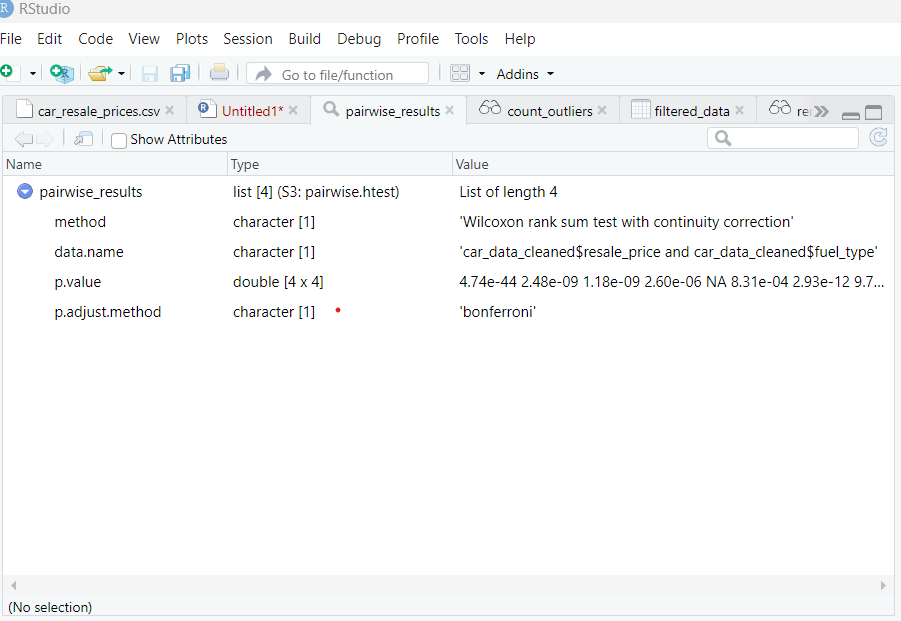 R RStudio
File Edit Code View Plots Session Build Debug Profile Tools Help
Go to file/function Addins
car_resale_prices.csv Untitled1* pairwise_results count_outliers filtered_data re
Show Attributes
Name Type Value
pairwise_results list [4] (S3: pairwise.htest) List of length 4
method character [1] 'Wilcoxon rank sum test with continuity correction'
data.name character [1] 'car_data_cleaned$resale_price and car_data_cleaned$fuel_type'
p.value double [4 x 4] 4.74e-44 2.48e-09 1.18e-09 2.60e-06 NA 8.31e-04 2.93e-12 9.7...
p.adjust.method character [1] 'bonferroni'
(No selection)